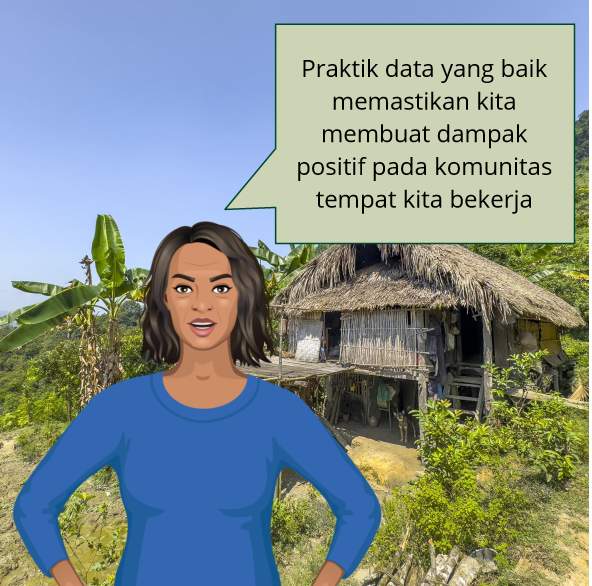 Praktik data yang baik
memastikan kita
membuat dampak
positif pada komunitas
tempat kita bekerja